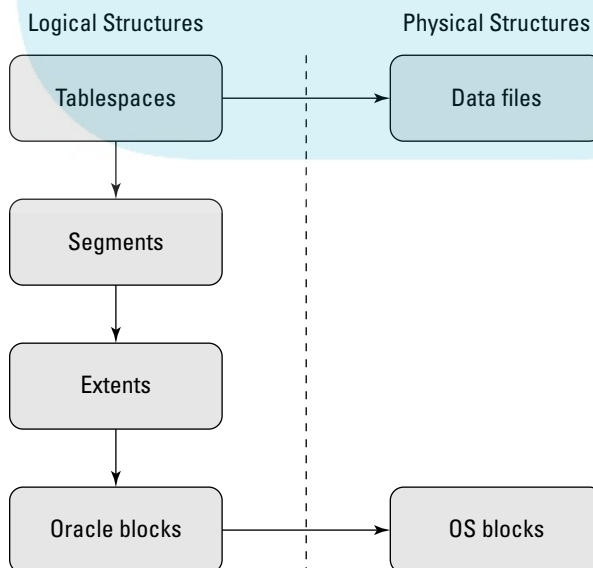 Logical Structures
Physical Structures
Tablespaces
Data files
Segments
Extents
Oracle blocks
OS blocks